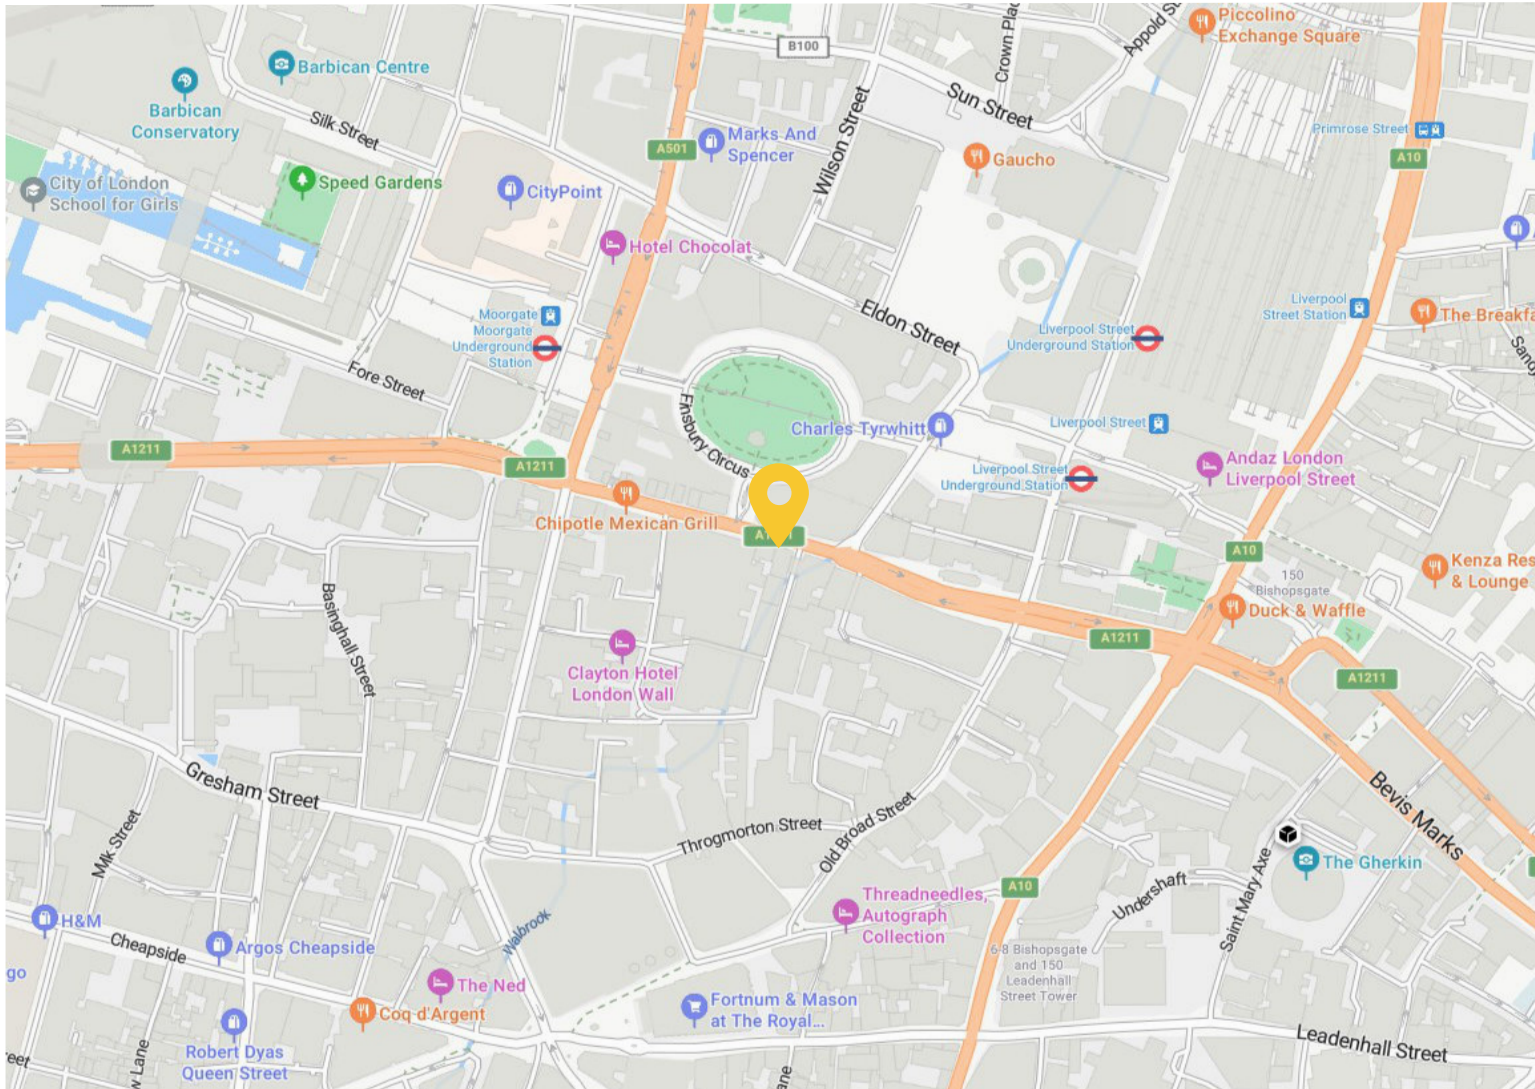 Piccolino
Exchange Square
Appold St
Crown Plac
B100
Barbican Centre
Barbican
Conservatory
Silk Street
Sun Street
Wilson Street
Marks And
Spencer
A501
Primrose Street
A10
Gaucho
City of London
School for Girls
Speed Gardens
CityPoint
Hotel Chocolat
Eldon Street
Liverpool
Street Station
The Breakfa
Moorgate
Moorgate
Underground
Station
Liverpool Street
Underground Station
Sandy
Fore Street
Finsbury Circus
Charles Tyrwhitt
Liverpool Street
A1211
A1211
Liverpool Street
Underground Station
Andaz London
Liverpool Street
Chipotle Mexican Grill
A10
Kenza Res
& Lounge
150
Bishopsgate
Duck & Waffle
Basinghall Street
A1211
A1211
Clayton Hotel
London Wall
Gresham Street
Milk Street
Throgmorton Street
Old Broad Street
Bevis Marks
The Gherkin
Saint Mary Axe
Undershaft
A10
Threadneedles,
Autograph
Collection
H&M
Cheapside
Argos Cheapside
Walbrook
6-8 Bishopsgate
and 150
Leadenhall
Street Tower
go
The Ned
Coq d'Argent
Fortnum & Mason
at The Royal...
Robert Dyas
Queen Street
Leadenhall Street
reet
w Lane
ane